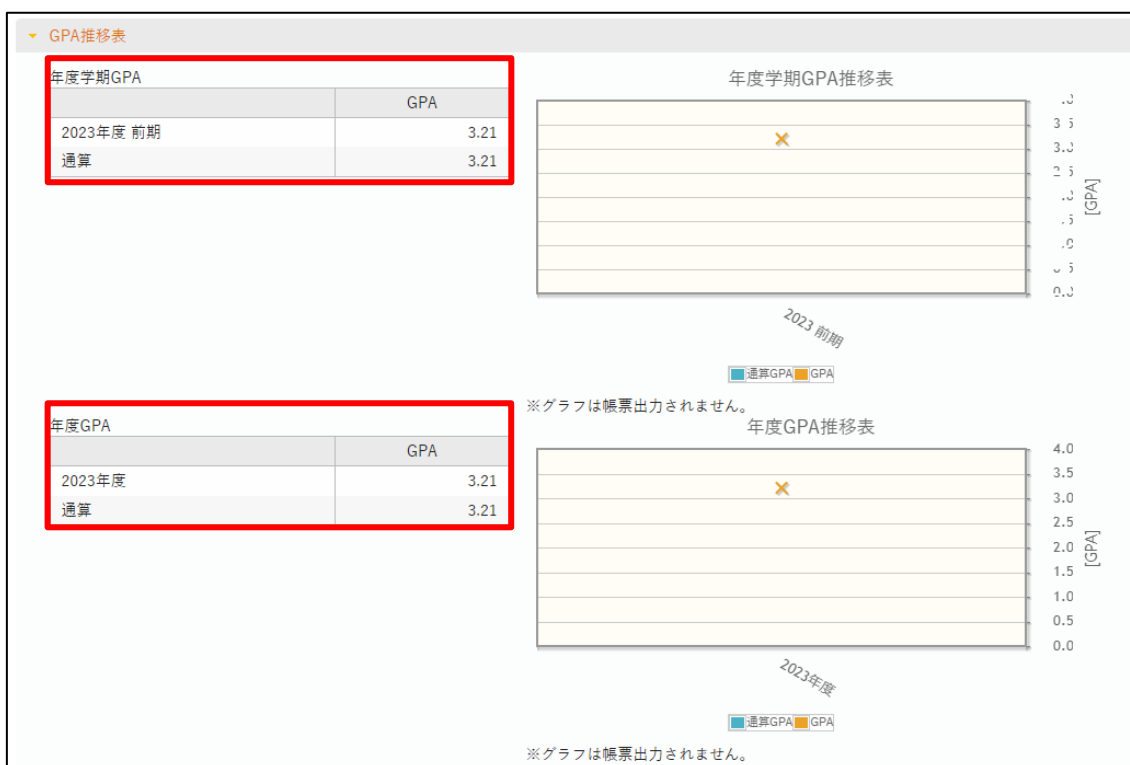 GPA推移表
年度学期GPA
GPA
2023年度 前期 3.21
通算 3.21
年度学期GPA推移表
[GPA]
2023 前期
通算GPA GPA
※グラフは帳票出力されません。
年度GPA
GPA
2023年度 3.21
通算 3.21
年度GPA推移表
4.0
3.5
3.0
2.5
2.0
1.5
1.0
0.5
0.0
[GPA]
2023年度
通算GPA GPA
※グラフは帳票出力されません。